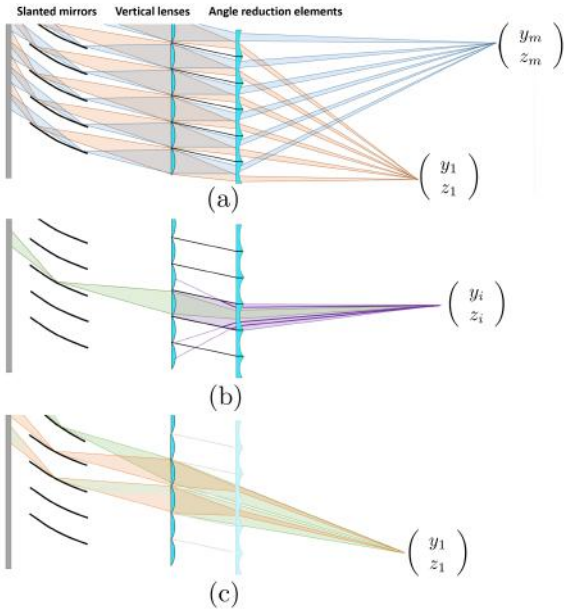 Slanted mirrors Vertical lenses Angle reduction elements
y_m
z_m
y_1
z_1
(a)
y_i
z_i
(b)
y_1
z_1
(c)